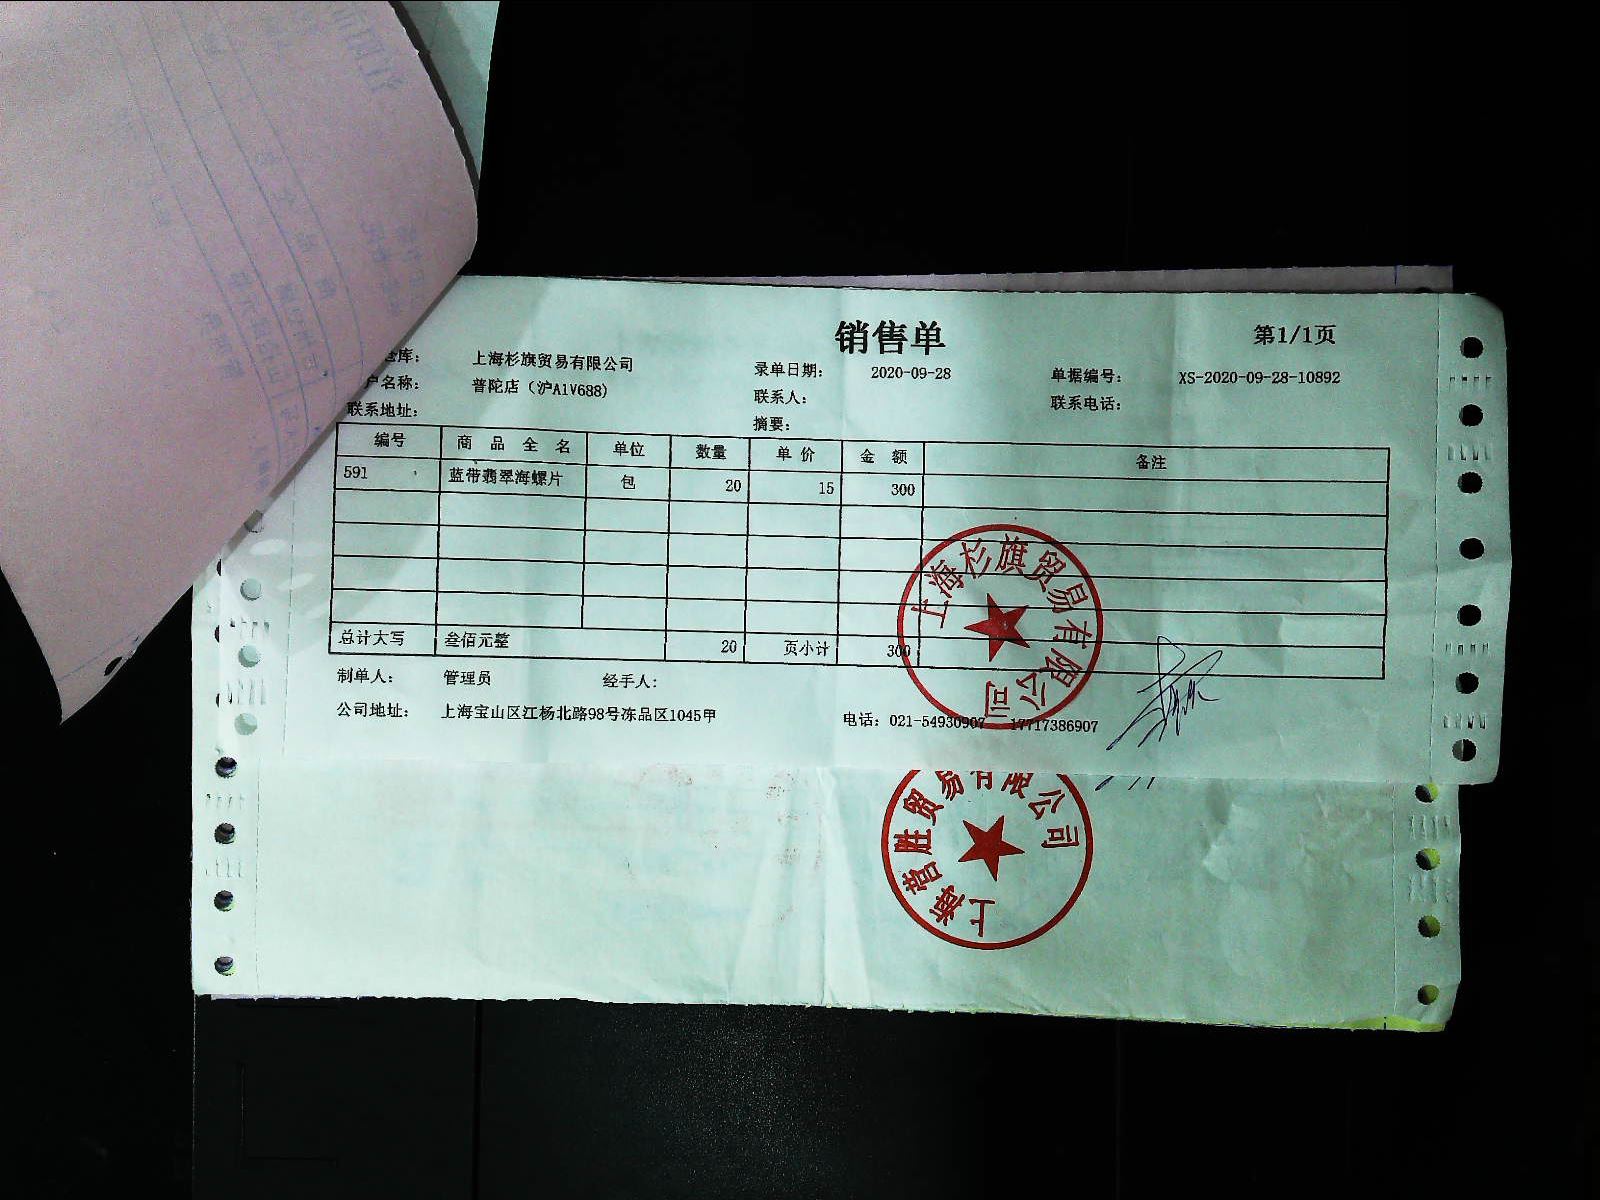 销售单 第1/1页
仓库： 上海杉旗贸易有限公司 录单日期： 2020-09-28 单据编号： XS-2020-09-28-10892
户名称： 普陀店（沪A1V688) 联系人： 联系电话：
联系地址： 摘要：
编号 商品全名 单位 数量 单价 金额 备注
591 蓝带翡翠海螺片 包 20 15 300
总计大写 叁佰元整 20 页小计 300
制单人： 管理员 经手人：
公司地址： 上海宝山区江杨北路98号冻品区1045甲 电话：021-54930907 17717386907
上海杉旗贸易有限公司
上海营胜贸易有限公司